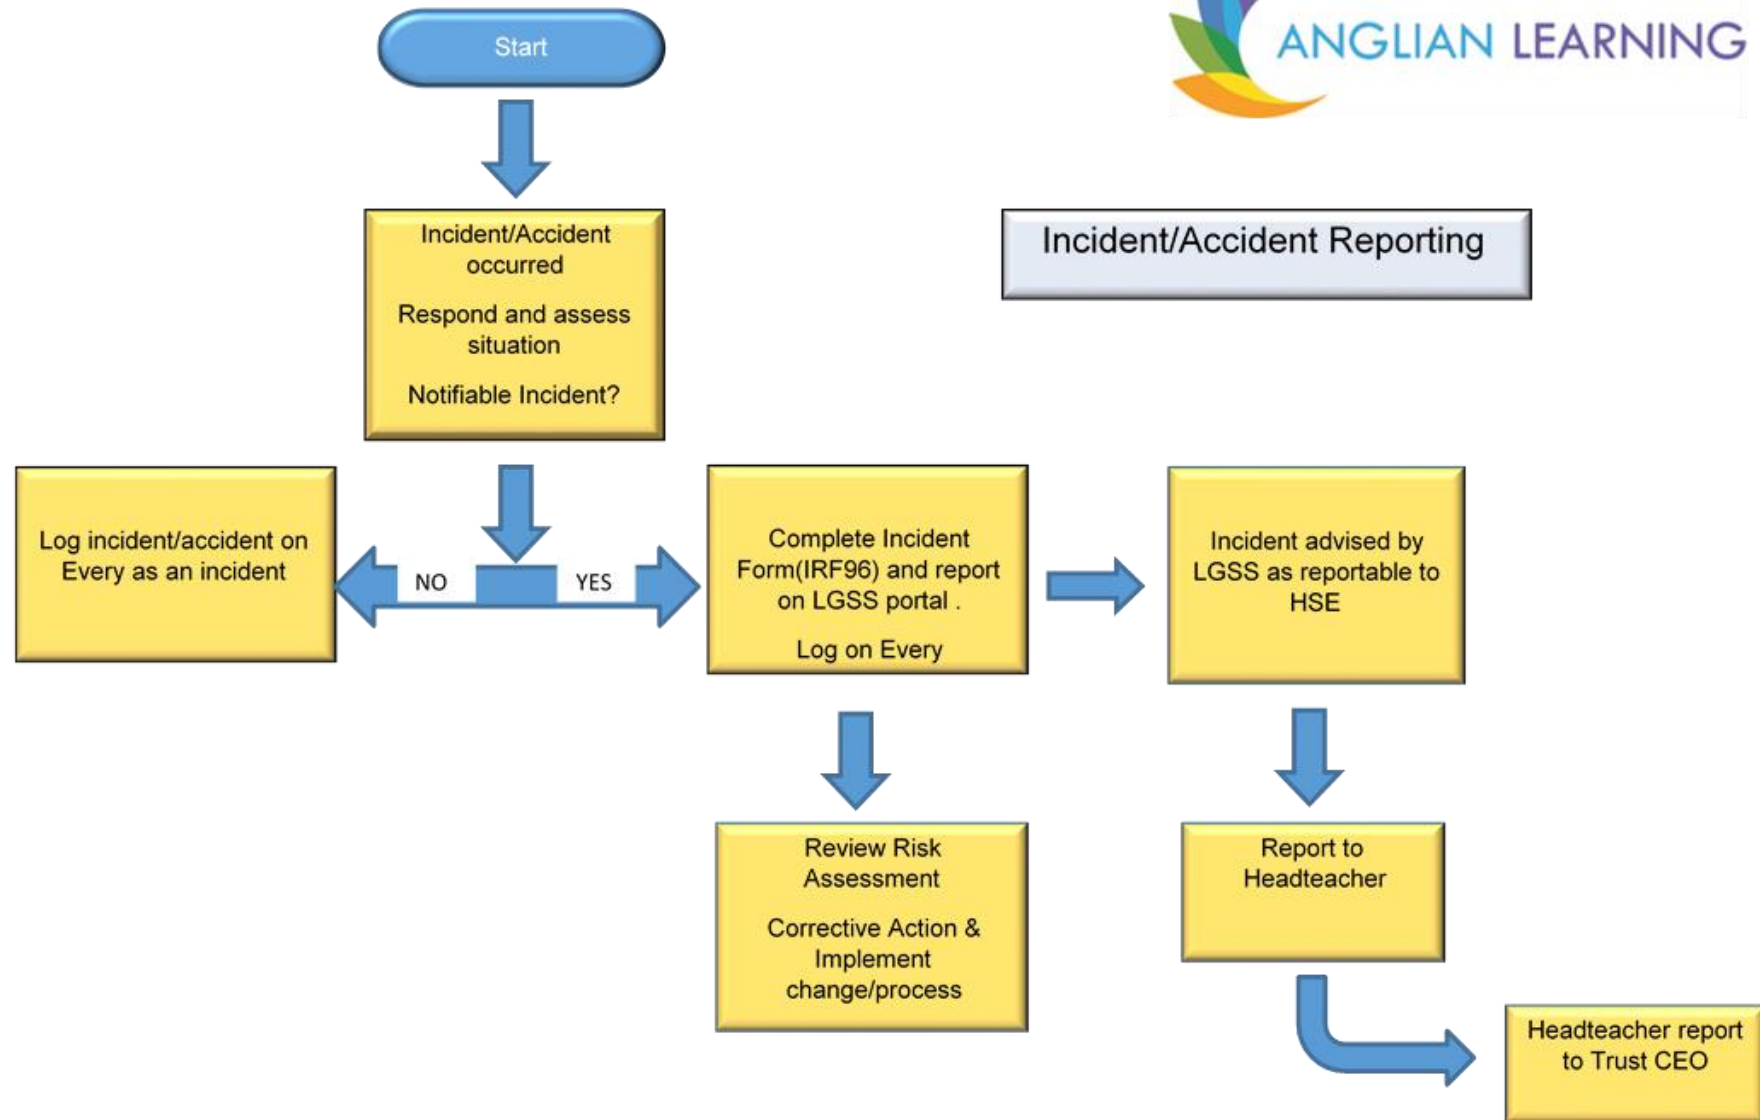 ANGLIAN LEARNING
Start
Incident/Accident Reporting
Incident/Accident
occurred
Respond and assess
situation
Notifiable Incident?
Log incident/accident on
Every as an incident
NO
YES
Complete Incident
Form(IRF96) and report
on LGSS portal .
Log on Every
Incident advised by
LGSS as reportable to
HSE
Review Risk
Assessment
Corrective Action &
Implement
change/process
Report to
Headteacher
Headteacher report
to Trust CEO